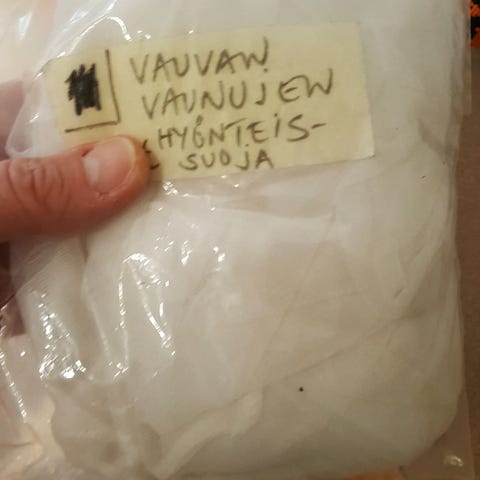 VAUVAN
VAUNUJEN
HYÖNTEIS-
SUOJA